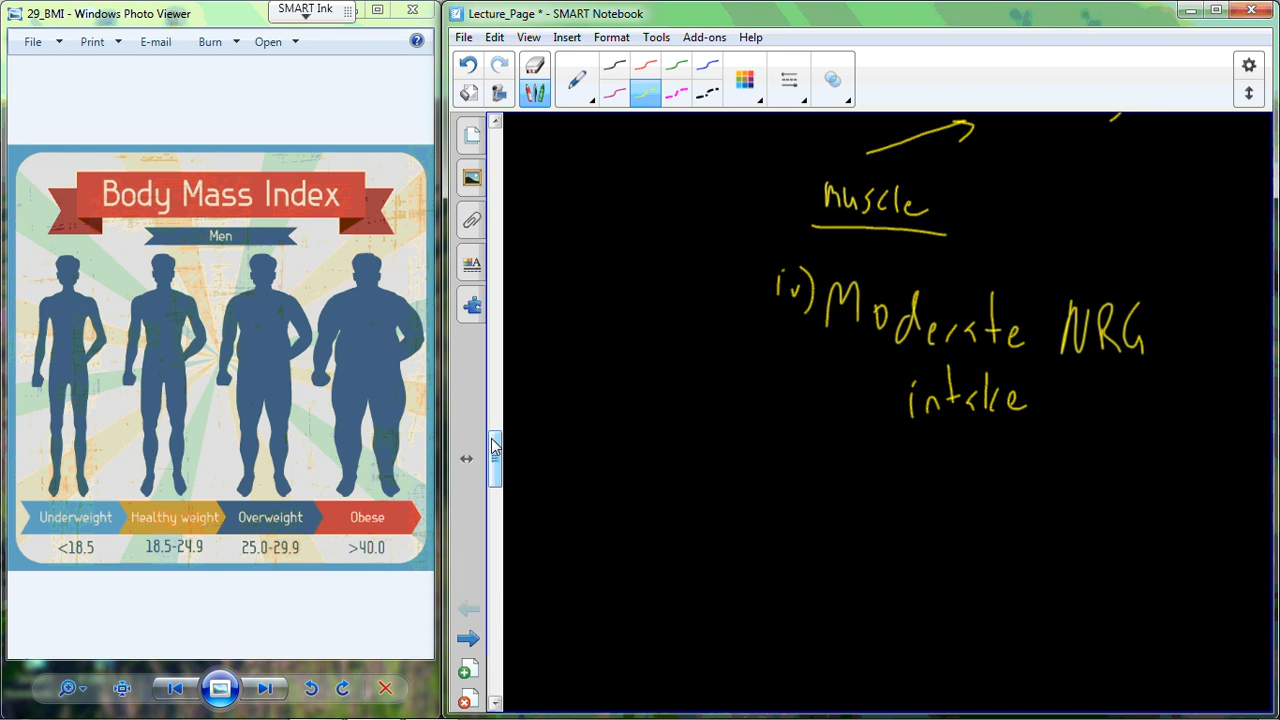 29_BMI - Windows Photo Viewer
SMART Ink
File Print E-mail Burn Open
Body Mass Index
Men
Underweight Healthy weight Overweight Obese
<18.5 18.5-24.9 25.0-29.9 >40.0
Lecture_Page * - SMART Notebook
File Edit View Insert Format Tools Add-ons Help
muscle
iv) Moderate NRG
intake